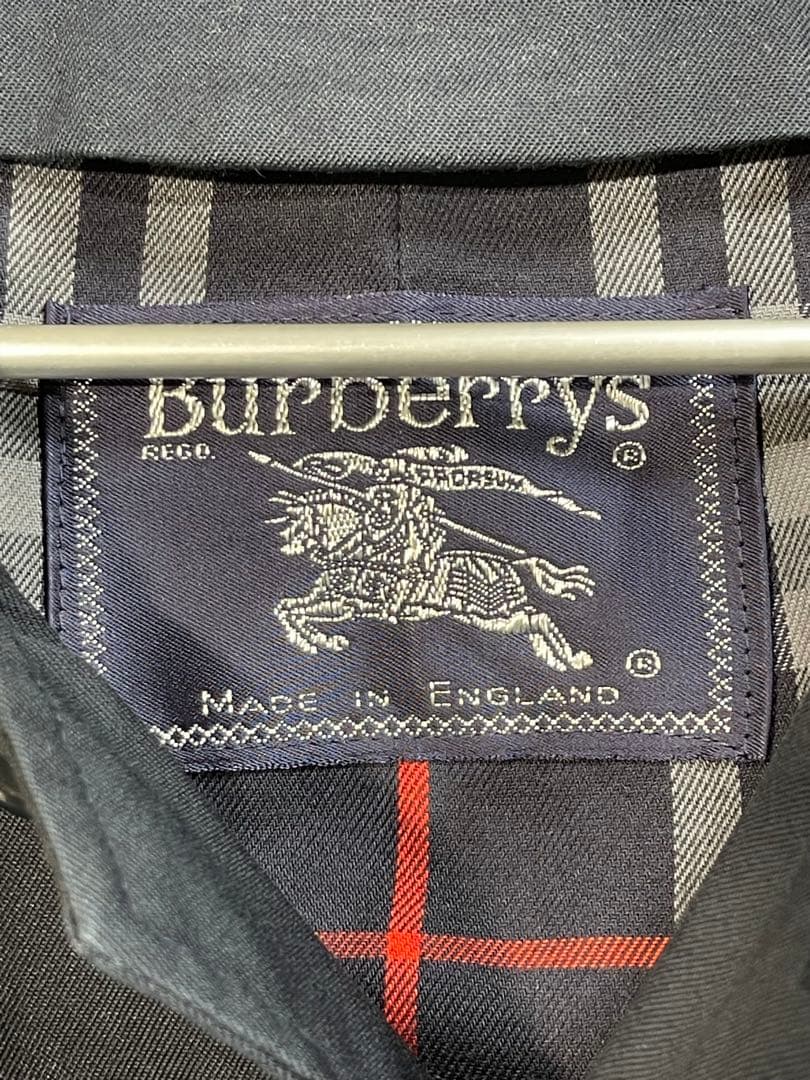 Burberrys
REGD. ®
PRORSUM
®
MADE IN ENGLAND